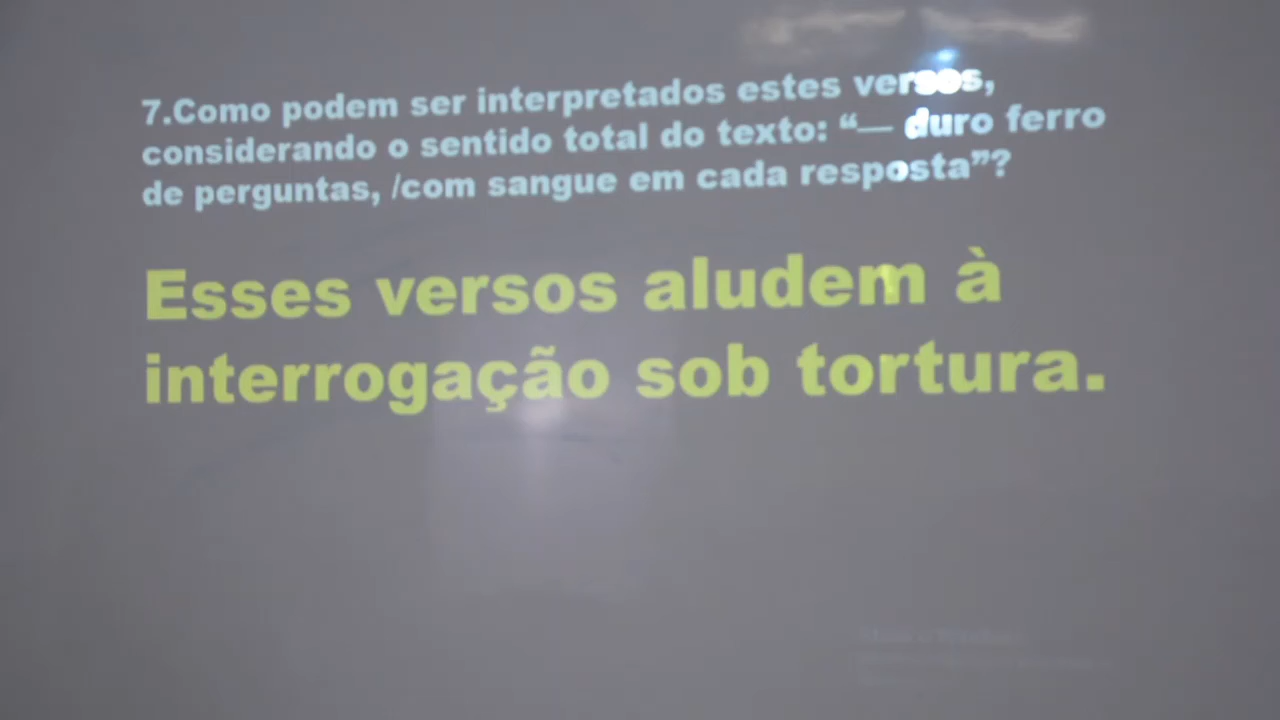 7.Como podem ser interpretados estes versos,
considerando o sentido total do texto: “— duro ferro
de perguntas, /com sangue em cada resposta”?
Esses versos aludem à
interrogação sob tortura.